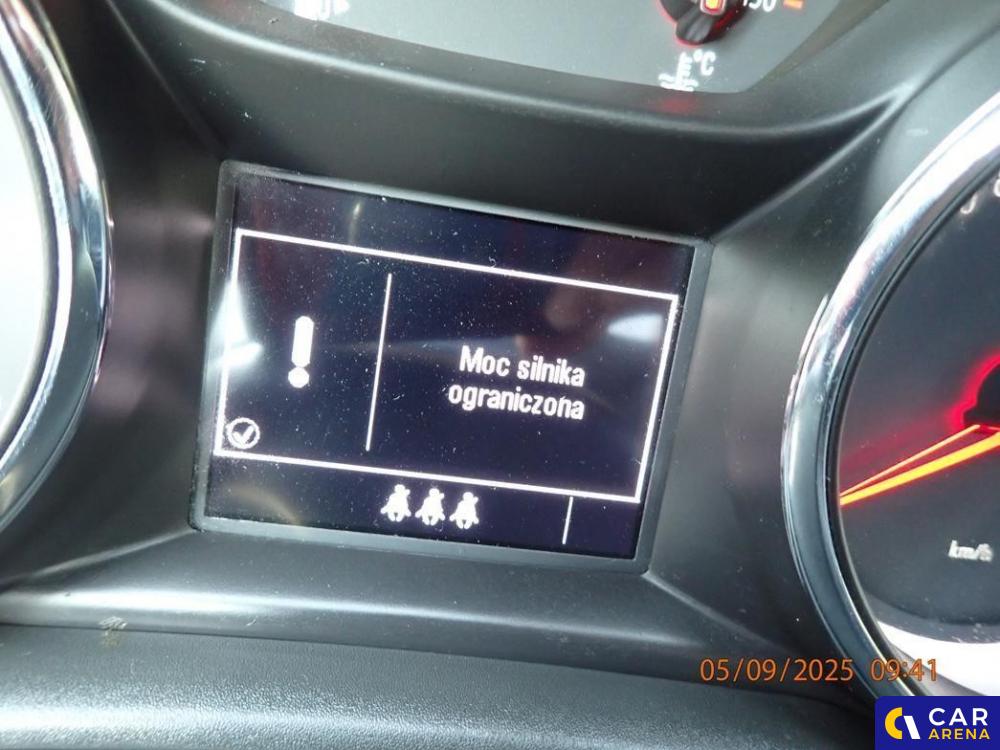 °C
Moc silnika
ograniczona
km/h
05/09/2025 09:41
CAR
ARENA